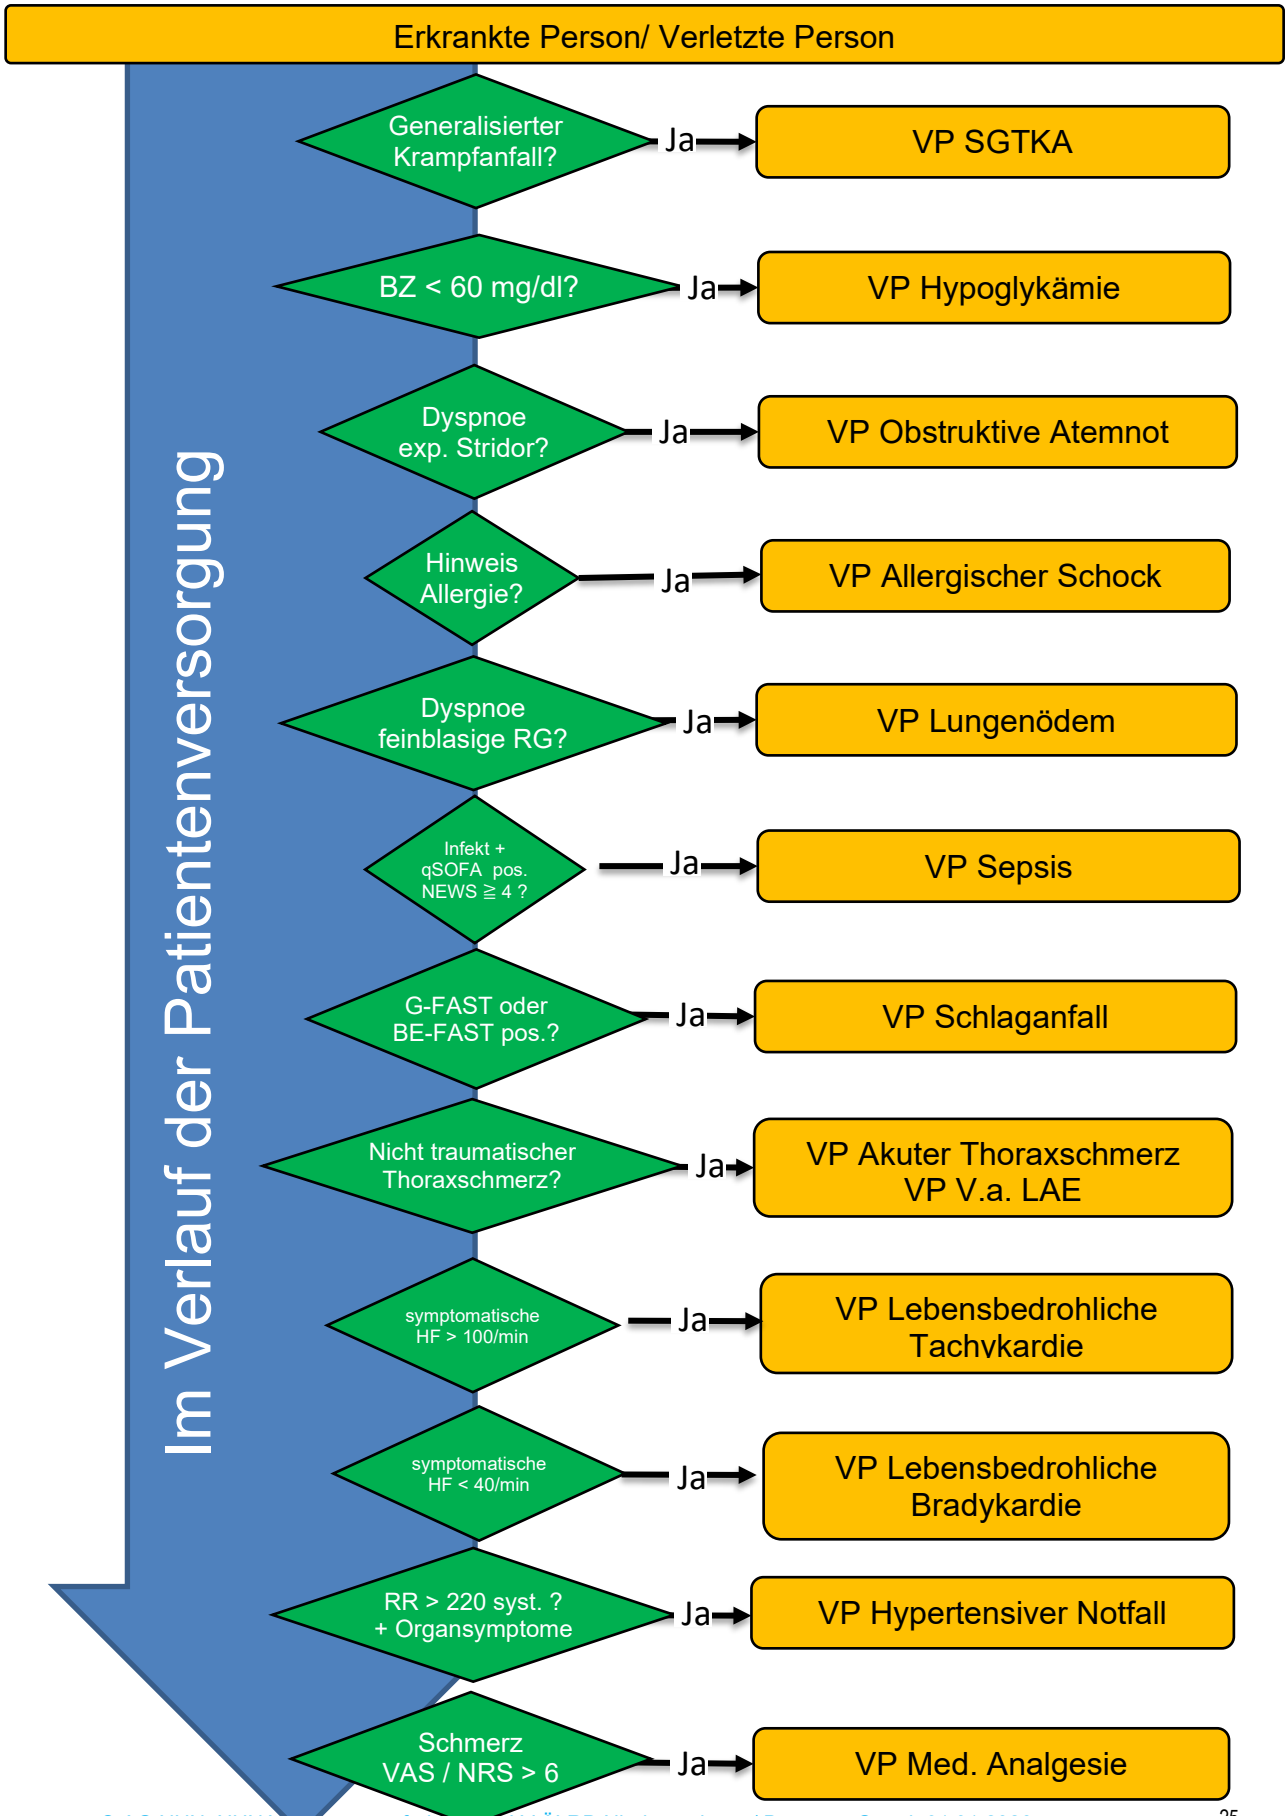 Erkrankte Person/ Verletzte Person
Im Verlauf der Patientenversorgung
Generalisierter
Krampfanfall?
Ja
VP SGTKA
BZ < 60 mg/dl?
Ja
VP Hypoglykämie
Dyspnoe
exp. Stridor?
Ja
VP Obstruktive Atemnot
Hinweis
Allergie?
Ja
VP Allergischer Schock
Dyspnoe
feinblasige RG?
Ja
VP Lungenödem
Infekt +
qSOFA pos.
NEWS ≧ 4 ?
Ja
VP Sepsis
G-FAST oder
BE-FAST pos.?
Ja
VP Schlaganfall
Nicht traumatischer
Thoraxschmerz?
Ja
VP Akuter Thoraxschmerz
VP V.a. LAE
symptomatische
HF > 100/min
Ja
VP Lebensbedrohliche
Tachykardie
symptomatische
HF < 40/min
Ja
VP Lebensbedrohliche
Bradykardie
RR > 220 syst. ?
+ Organsymptome
Ja
VP Hypertensiver Notfall
Schmerz
VAS / NRS > 6
Ja
VP Med. Analgesie